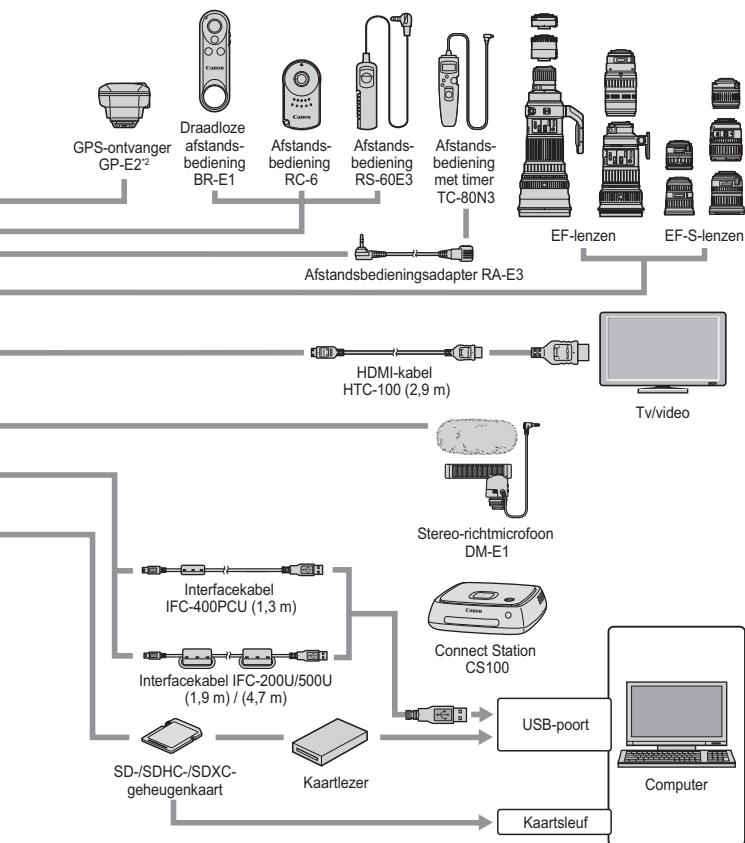 Canon
Canon
GPS-ontvanger
GP-E2*2
Draadloze
afstands-
bediening
BR-E1
Afstands-
bediening
RC-6
Afstands-
bediening
RS-60E3
Afstands-
bediening
met timer
TC-80N3
EF-lenzen
EF-S-lenzen
Afstandsbedieningsadapter RA-E3
HDMI-kabel
HTC-100 (2,9 m)
Tv/video
Stereo-richtmicrofoon
DM-E1
Interfacekabel
IFC-400PCU (1,3 m)
Canon
Connect Station
CS100
Interfacekabel IFC-200U/500U
(1,9 m) / (4,7 m)
USB-poort
Computer
SD-/SDHC-/SDXC-
geheugenkaart
Kaartlezer
Kaartsleuf